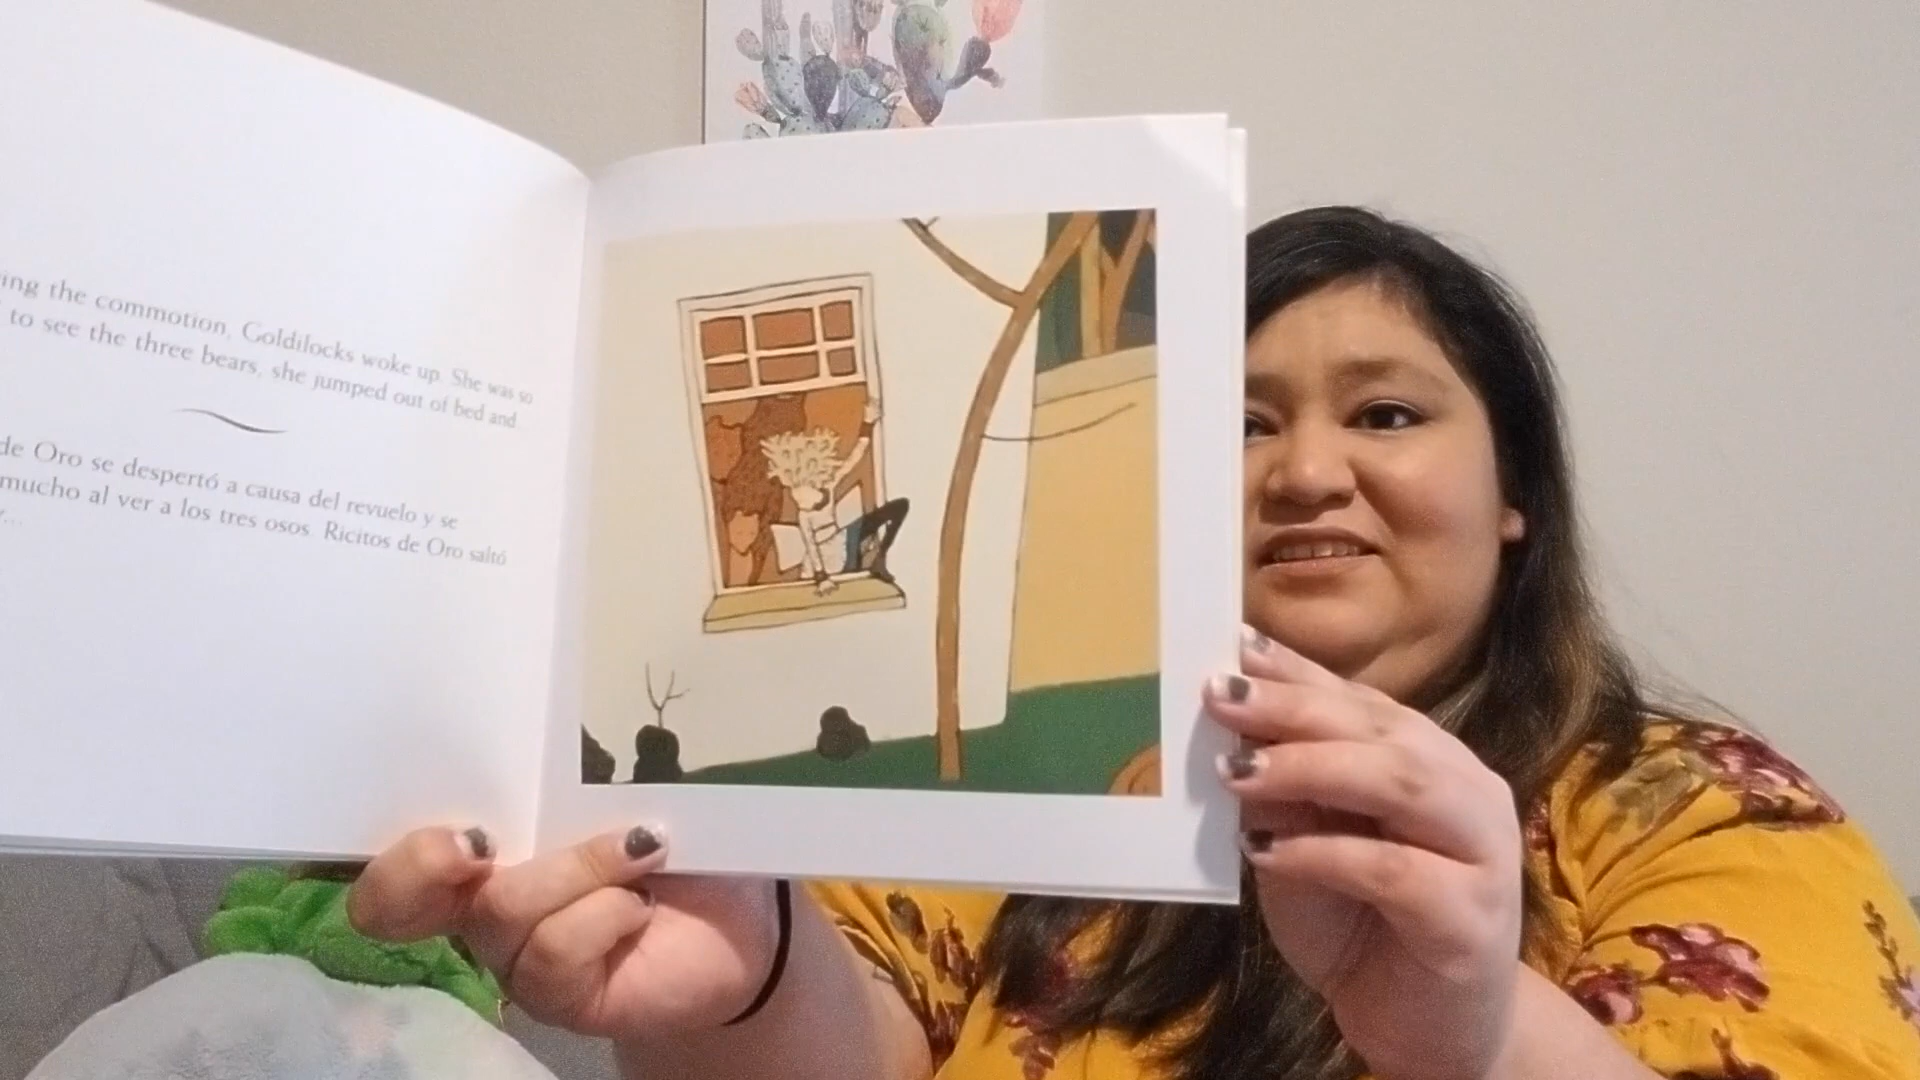 ing the commotion, Goldilocks woke up. She was so
to see the three bears, she jumped out of bed and
de Oro se despertó a causa del revuelo y se
mucho al ver a los tres osos. Ricitos de Oro saltó
...